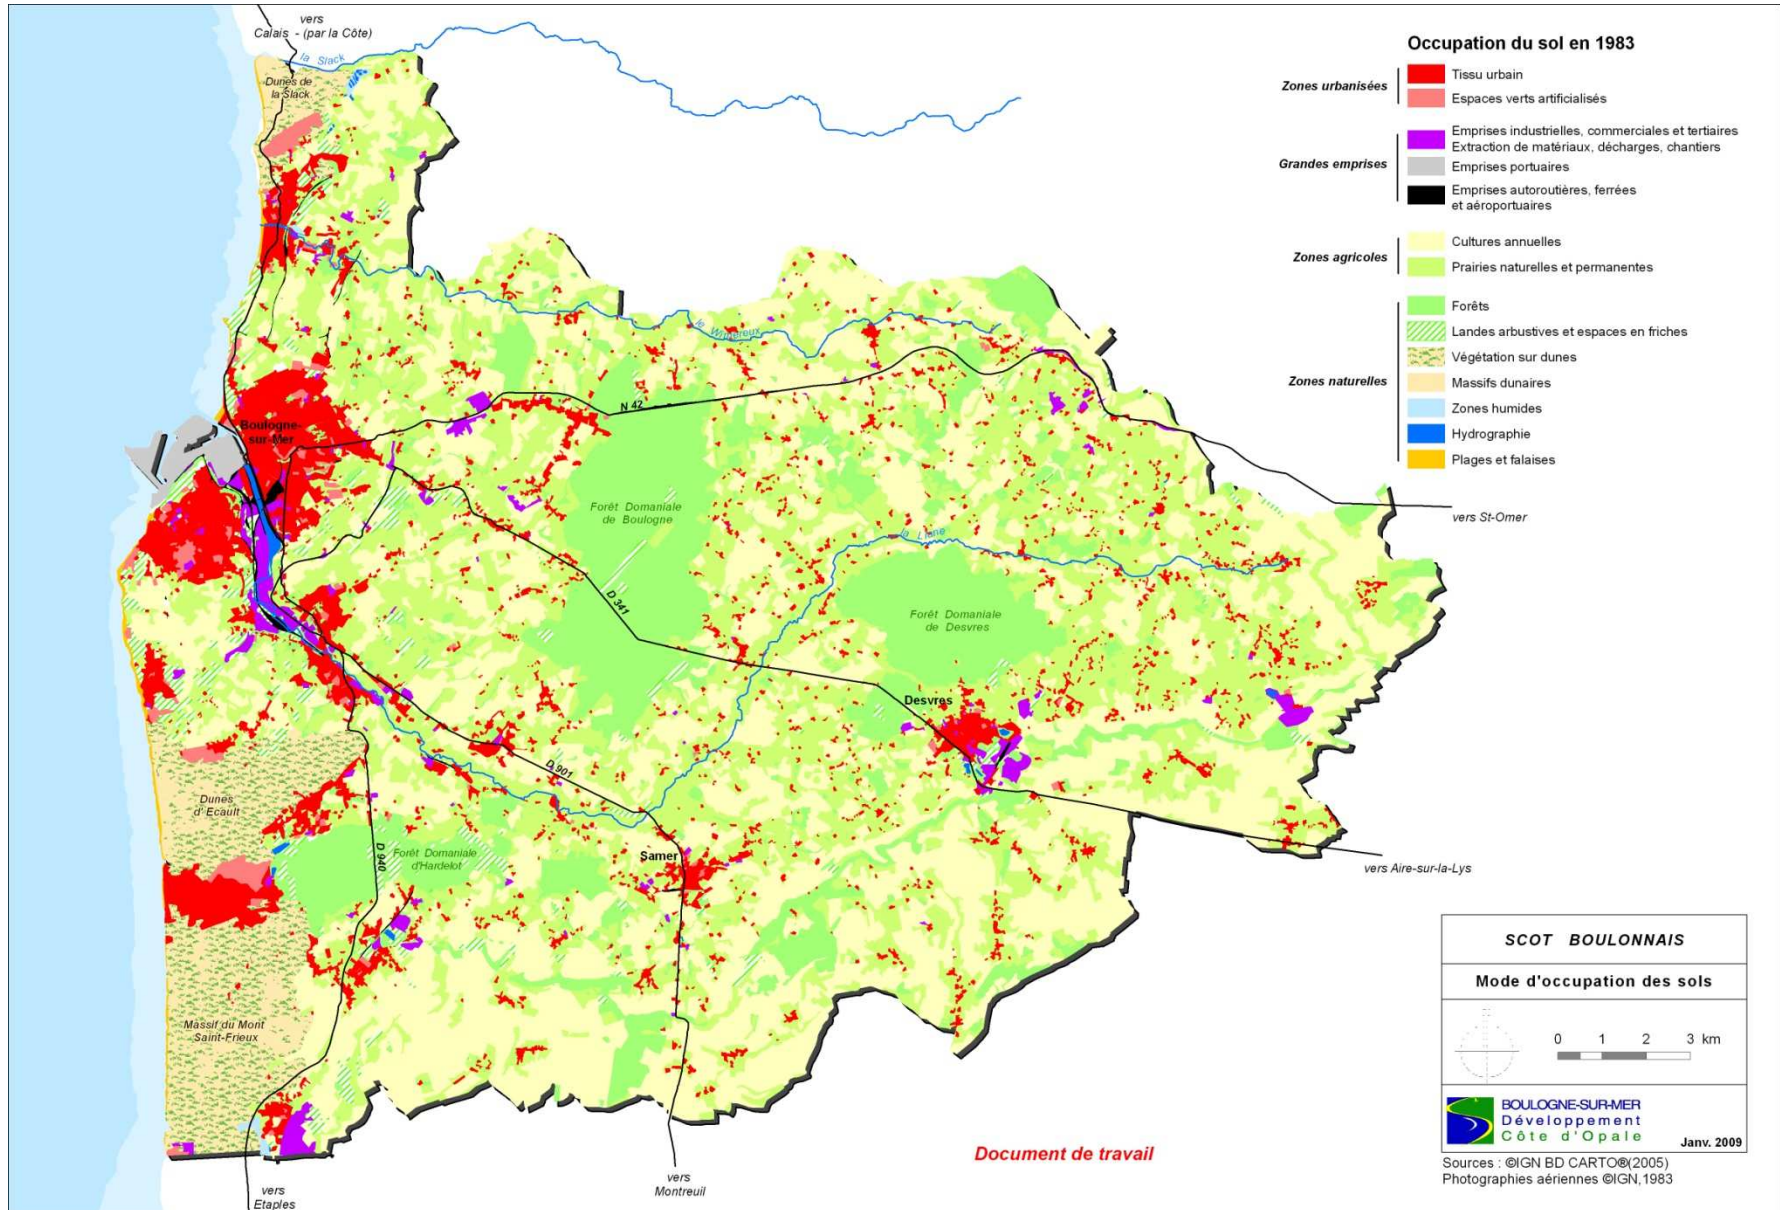 vers
Calais - (par la Côte)
la Slack
Dunes de
la Slack
le Wimereux
Boulogne-
sur-Mer
N 42
Forêt Domaniale
de Boulogne
la Liane
D 341
Forêt Domaniale
de Desvres
vers St-Omer
Desvres
D 901
Dunes
d'Ecault
D 940
Forêt Domaniale
d'Hardelot
Samer
vers Aire-sur-la-Lys
Massif du Mont
Saint-Frieux
vers
Etaples
vers
Montreuil
Document de travail
Occupation du sol en 1983
Zones urbanisées
Tissu urbain
Espaces verts artificialisés
Grandes emprises
Emprises industrielles, commerciales et tertiaires
Extraction de matériaux, décharges, chantiers
Emprises portuaires
Emprises autoroutières, ferrées
et aéroportuaires
Zones agricoles
Cultures annuelles
Prairies naturelles et permanentes
Zones naturelles
Forêts
Landes arbustives et espaces en friches
Végétation sur dunes
Massifs dunaires
Zones humides
Hydrographie
Plages et falaises
SCOT BOULONNAIS
Mode d'occupation des sols
0 1 2 3 km
BOULOGNE-SUR-MER
Développement
Côte d'Opale
Janv. 2009
Sources : ©IGN BD CARTO®(2005)
Photographies aériennes ©IGN,1983